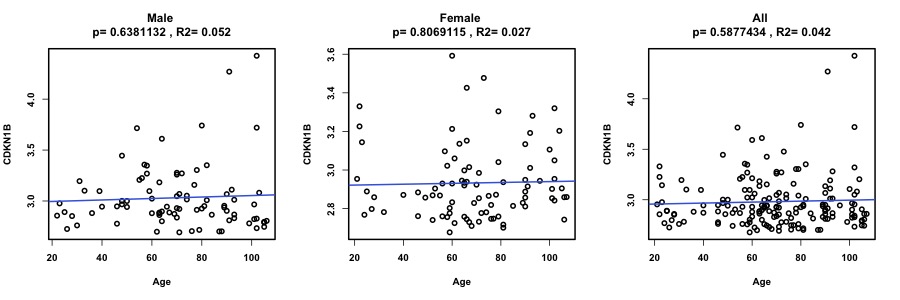 Male
p= 0.6381132 , R2= 0.052
CDKN1B
4.0
3.5
3.0
20 40 60 80 100
Age
Female
p= 0.8069115 , R2= 0.027
CDKN1B
3.6
3.4
3.2
3.0
2.8
20 40 60 80 100
Age
All
p= 0.5877434 , R2= 0.042
CDKN1B
4.0
3.5
3.0
20 40 60 80 100
Age